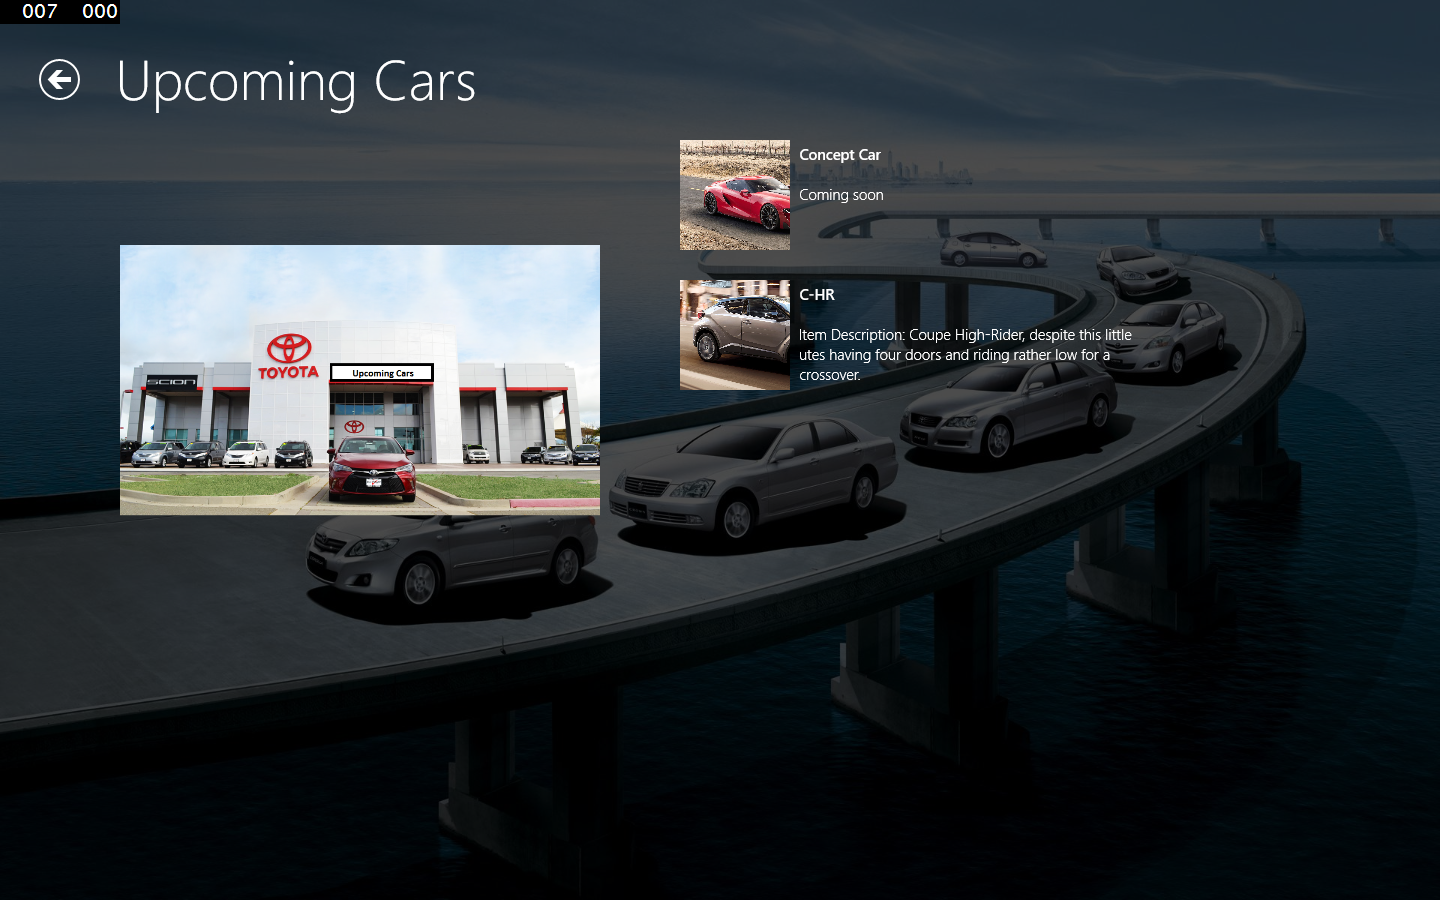 007 000
Upcoming Cars
Concept Car
Coming soon
C-HR
Item Description: Coupe High-Rider, despite this little
utes having four doors and riding rather low for a
crossover.
TOYOTA
SCION
Upcoming Cars